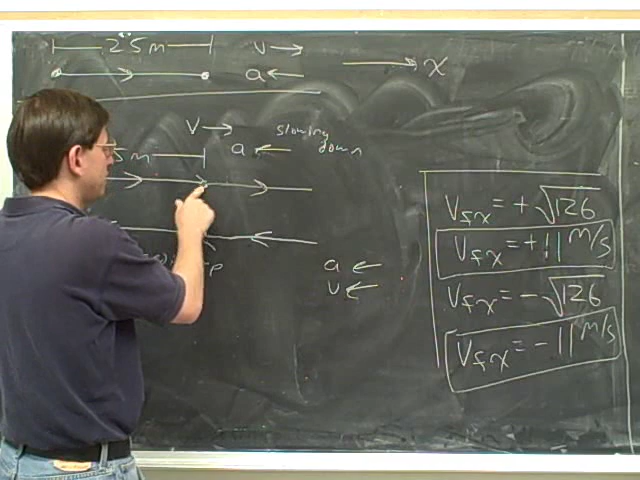 25m v →
a ← → x
v → slowing
5m a ← down
a ←
v ←
Vfx = +√126
Vfx = +11 m/s
Vfx = -√126
Vfx = -11 m/s